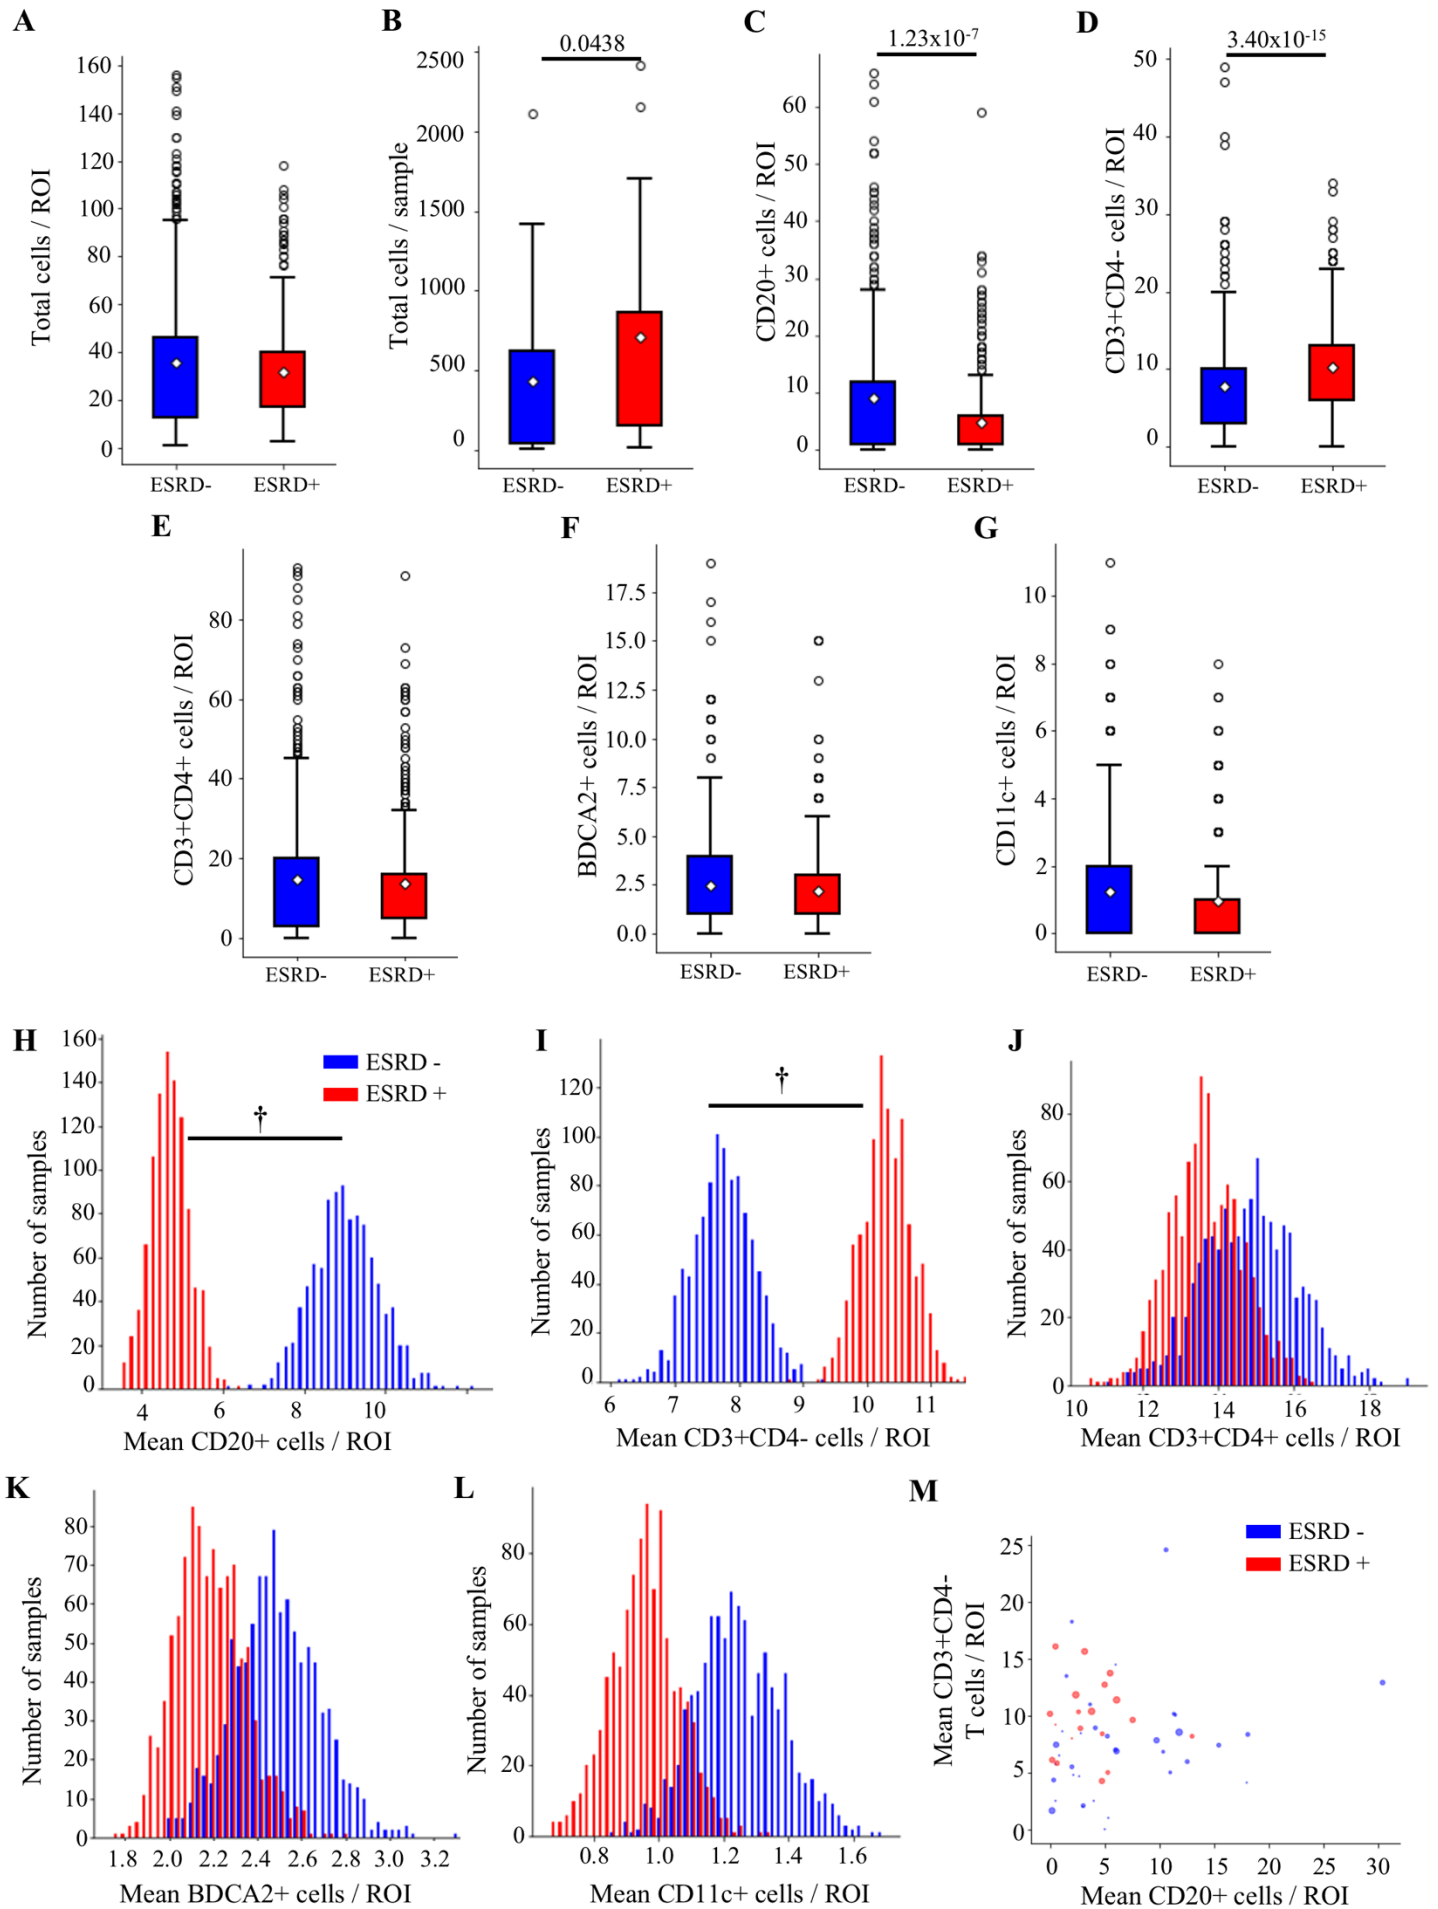 A
B
C
D
0.0438
1.23x10-7
3.40x10-15
Total cells / ROI
160
140
120
100
80
60
40
20
0
ESRD-
ESRD+
Total cells / sample
2500
2000
1500
1000
500
0
ESRD-
ESRD+
CD20+ cells / ROI
60
50
40
30
20
10
0
ESRD-
ESRD+
CD3+CD4- cells / ROI
50
40
30
20
10
0
ESRD-
ESRD+
E
F
G
CD3+CD4+ cells / ROI
80
60
40
20
0
ESRD-
ESRD+
BDCA2+ cells / ROI
17.5
15.0
12.5
10.0
7.5
5.0
2.5
0.0
ESRD-
ESRD+
CD11c+ cells / ROI
10
8
6
4
2
0
ESRD-
ESRD+
H
I
J
Number of samples
160
140
120
100
80
60
40
20
0
ESRD -
ESRD +
†
4
6
8
10
Mean CD20+ cells / ROI
Number of samples
120
100
80
60
40
20
0
†
6
7
8
9
10
11
Mean CD3+CD4- cells / ROI
Number of samples
80
60
40
20
0
10
12
14
16
18
Mean CD3+CD4+ cells / ROI
K
L
M
Number of samples
80
70
60
50
40
30
20
10
0
1.8
2.0
2.2
2.4
2.6
2.8
3.0
3.2
Mean BDCA2+ cells / ROI
Number of samples
80
60
40
20
0
0.8
1.0
1.2
1.4
1.6
Mean CD11c+ cells / ROI
Mean CD3+CD4-
T cells / ROI
25
20
15
10
5
0
ESRD -
ESRD +
0
5
10
15
20
25
30
Mean CD20+ cells / ROI